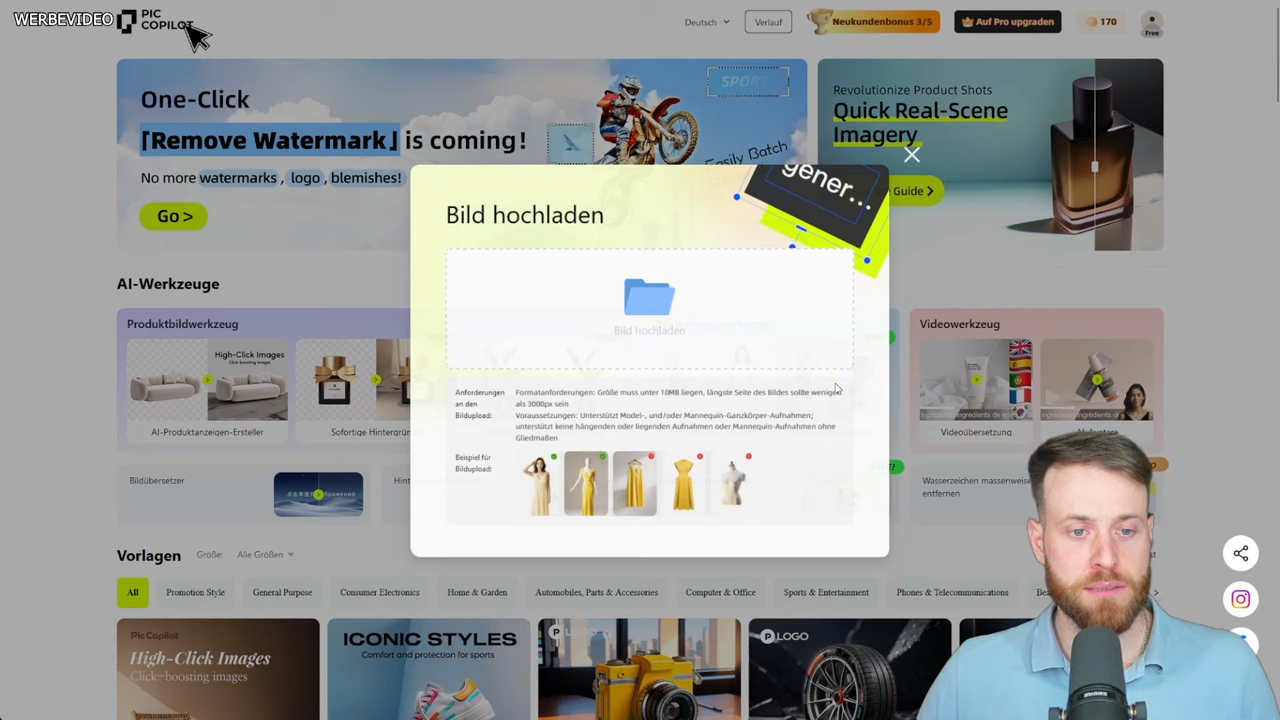 WERBEVIDEO
PIC
COPILOT
Deutsch
Verlauf
Neukundenbonus 3/5
Auf Pro upgraden
170
Free
One-Click
「Remove Watermark」is coming!
No more watermarks, logo, blemishes!
Go >
SPORT
Easily Batch
Revolutionize Product Shots
Quick Real-Scene
Imagery
Guide >
gener...
Bild hochladen
Bild hochladen
Anforderungen
an den
Bildupload:
Formatanforderungen: Größe muss unter 10MB liegen, längste Seite des Bildes sollte weniger
als 3000px sein
Voraussetzungen: Unterstützt Model-, und/oder Mannequin-Ganzkörper-Aufnahmen;
unterstützt keine hängenden oder liegenden Aufnahmen oder Mannequin-Aufnahmen ohne
Gliedmaßen
Beispiel für
Bildupload:
AI-Werkzeuge
Produktbildwerkzeug
High-Click Images
AI-Produktanzeigen-Ersteller
Videowerkzeug
Videoübersetzung
Bildübersetzer
Wasserzeichen massenweise
entfernen
Vorlagen
Größe:
Alle Größen
All
Promotion Style
General Purpose
Consumer Electronics
Home & Garden
Automobiles, Parts & Accessories
Computer & Office
Sports & Entertainment
Phones & Telecommunications
Pic Copilot
High-Click Images
Click-boosting images
ICONIC STYLES
Comfort and protection for sports
LOGO
LOGO